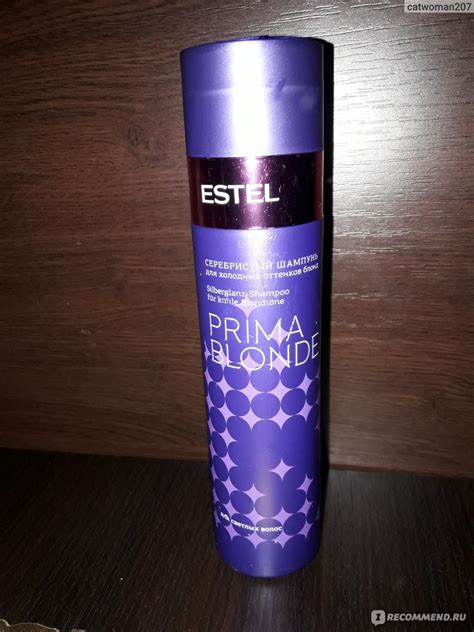 catwoman207
ESTEL
СЕРЕБРИСТЫЙ ШАМПУНЬ
для холодных оттенков блонд
Silberglanz-Shampoo
für kühle Blondtöne
PRIMA
BLONDE
для светлых волос
I RECOMMEND.RU